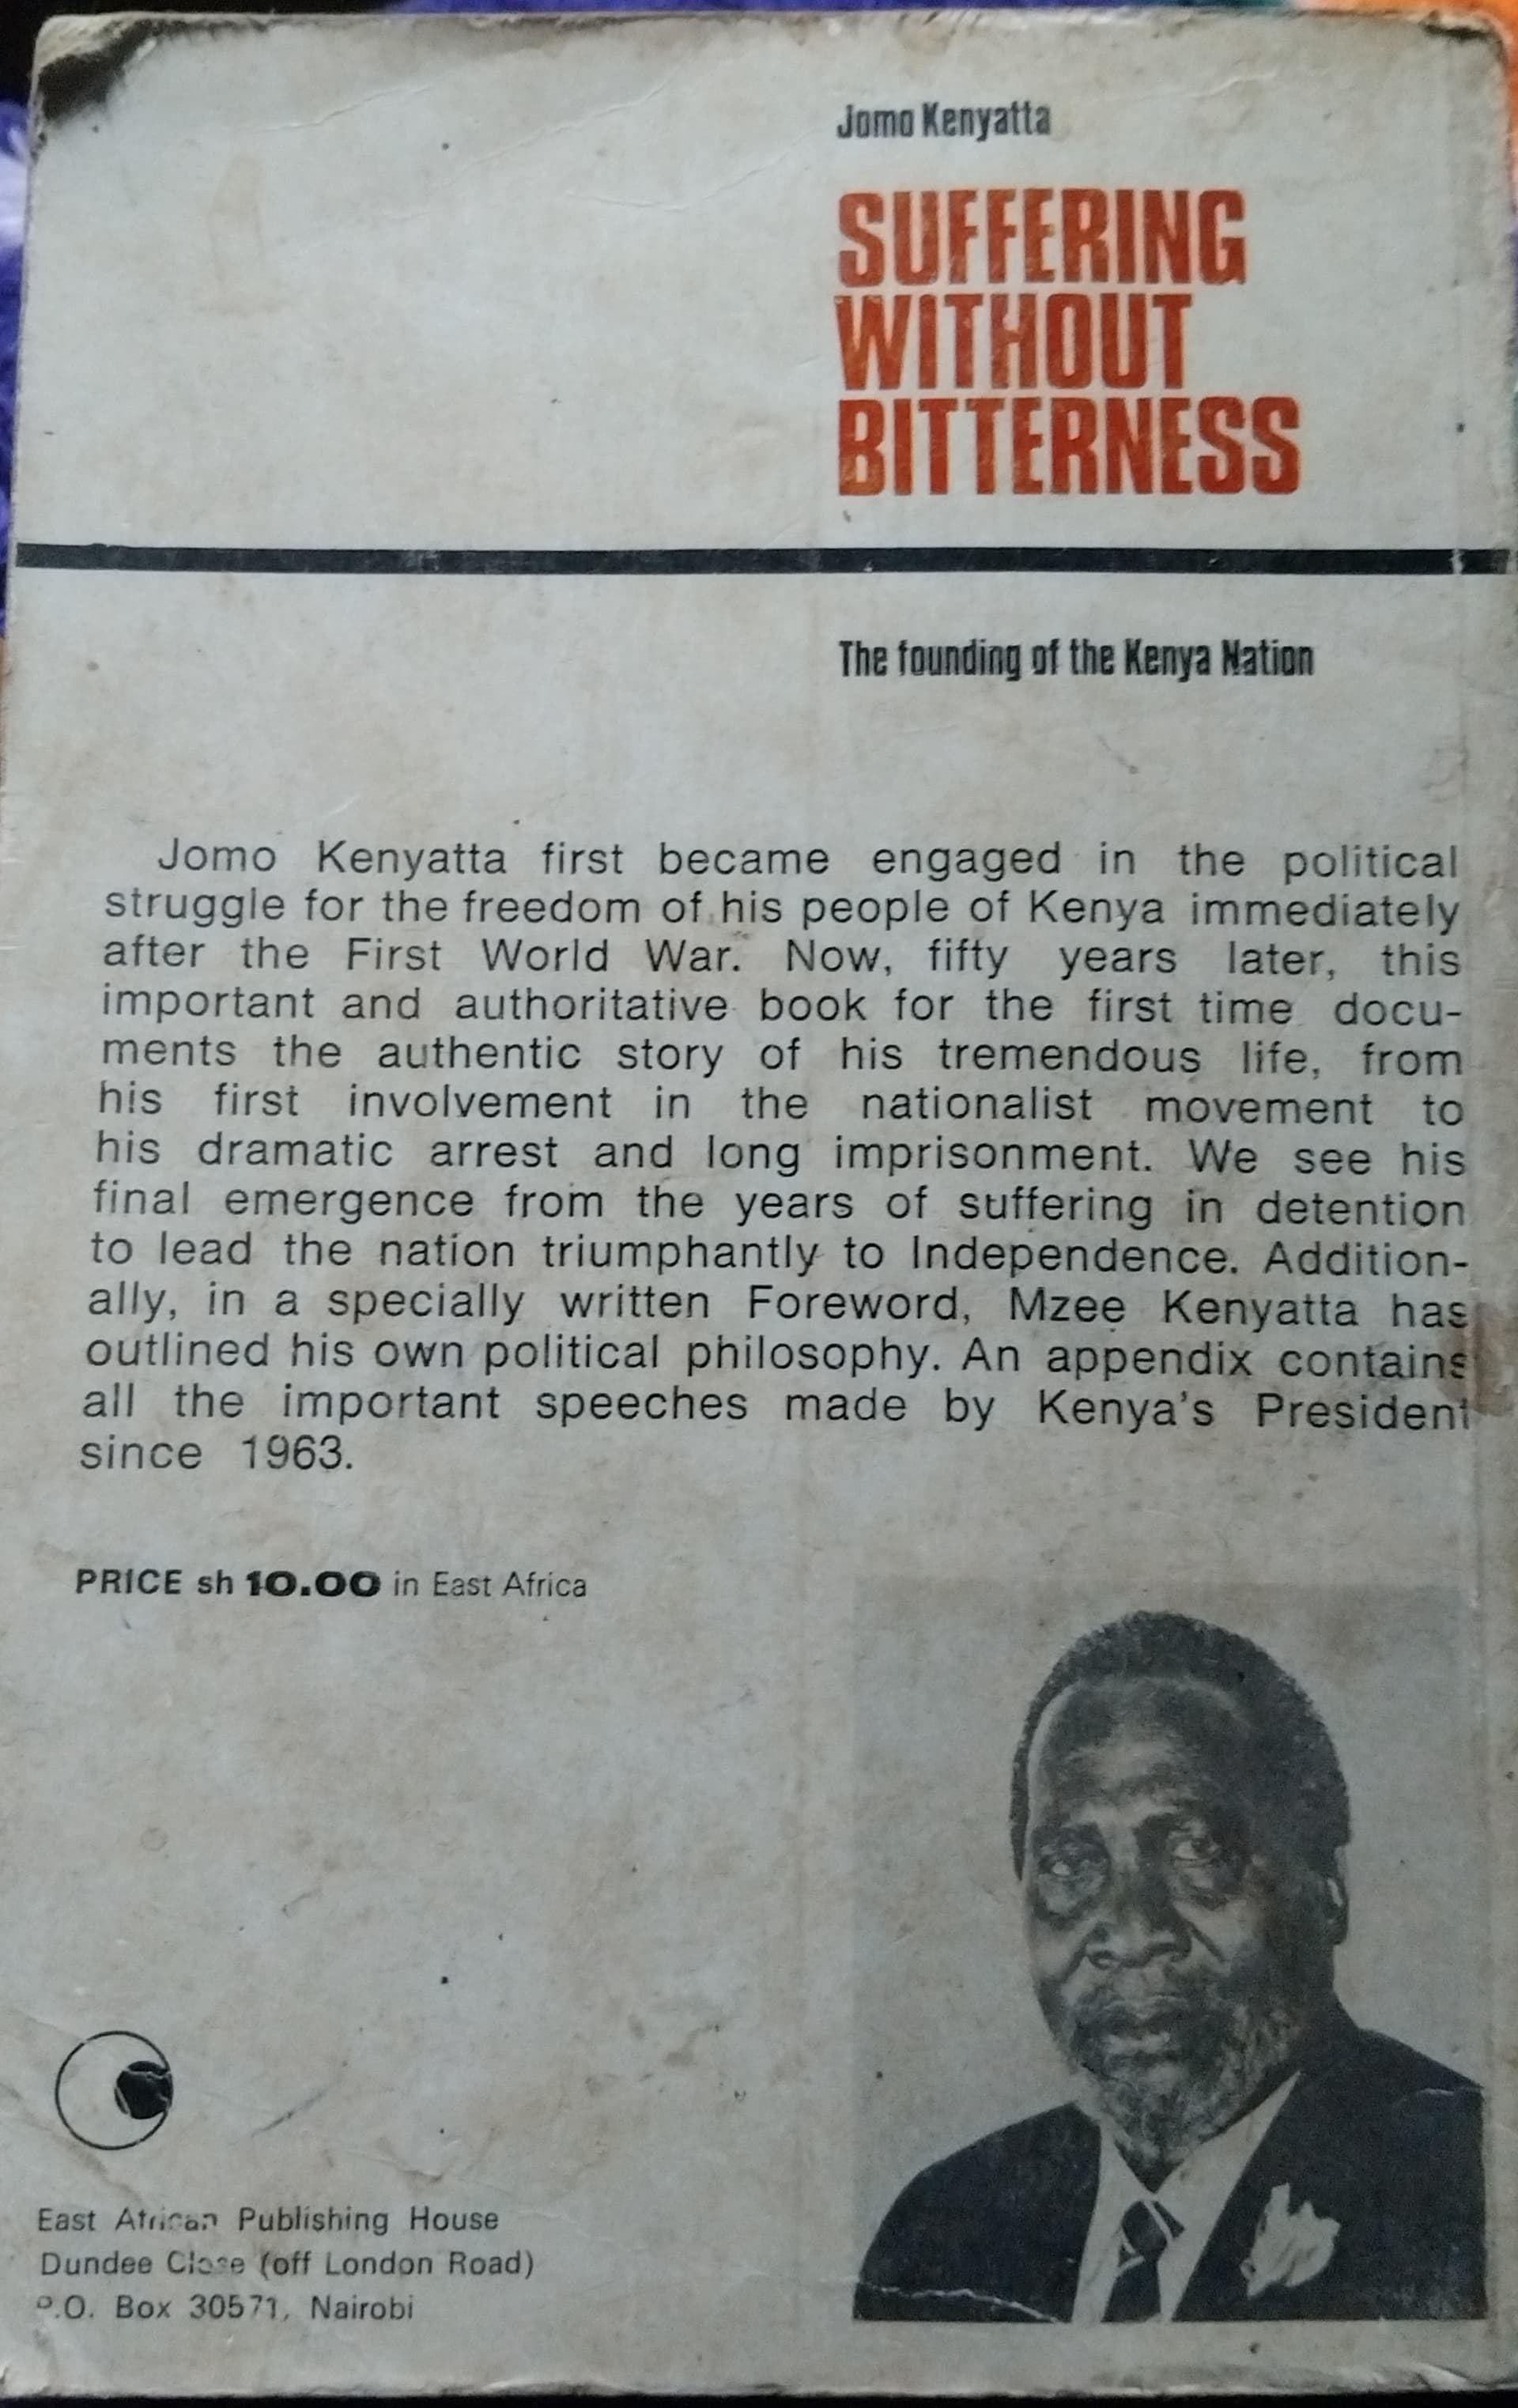 Jomo Kenyatta
SUFFERING
WITHOUT
BITTERNESS
The founding of the Kenya Nation
Jomo Kenyatta first became engaged in the political
struggle for the freedom of his people of Kenya immediately
after the First World War. Now, fifty years later, this
important and authoritative book for the first time docu-
ments the authentic story of his tremendous life, from
his first involvement in the nationalist movement to
his dramatic arrest and long imprisonment. We see his
final emergence from the years of suffering in detention
to lead the nation triumphantly to Independence. Addition-
ally, in a specially written Foreword, Mzee Kenyatta has
outlined his own political philosophy. An appendix contains
all the important speeches made by Kenya's President
since 1963.
PRICE sh 10.00 in East Africa
East African Publishing House
Dundee Close (off London Road)
P.O. Box 30571, Nairobi